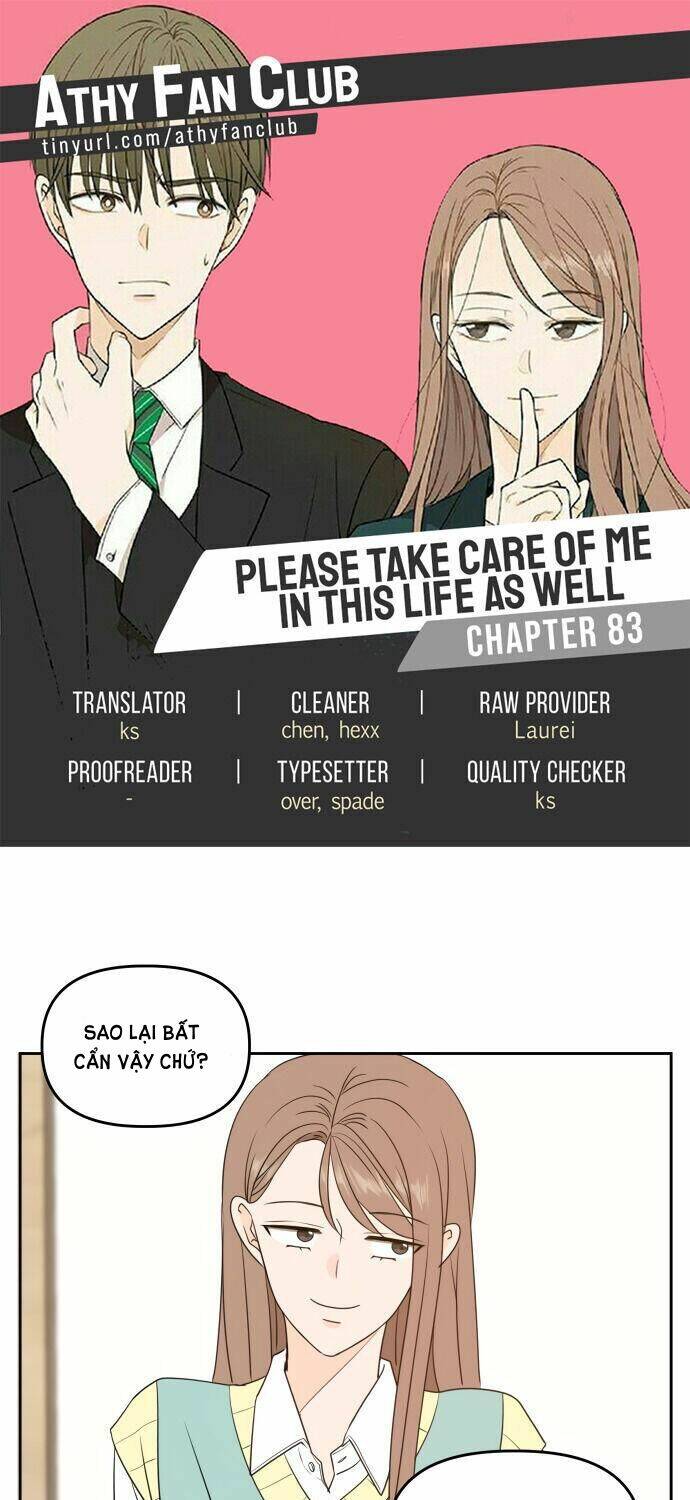 ATHY FAN CLUB
tinyurl.com/athyfanclub
PLEASE TAKE CARE OF ME
IN THIS LIFE AS WELL
CHAPTER 83
TRANSLATOR | CLEANER | RAW PROVIDER
ks chen, hexx Laurei
PROOFREADER | TYPESETTER | QUALITY CHECKER
- over, spade ks
SAO LẠI BẤT
CẨN VẬY CHỨ?